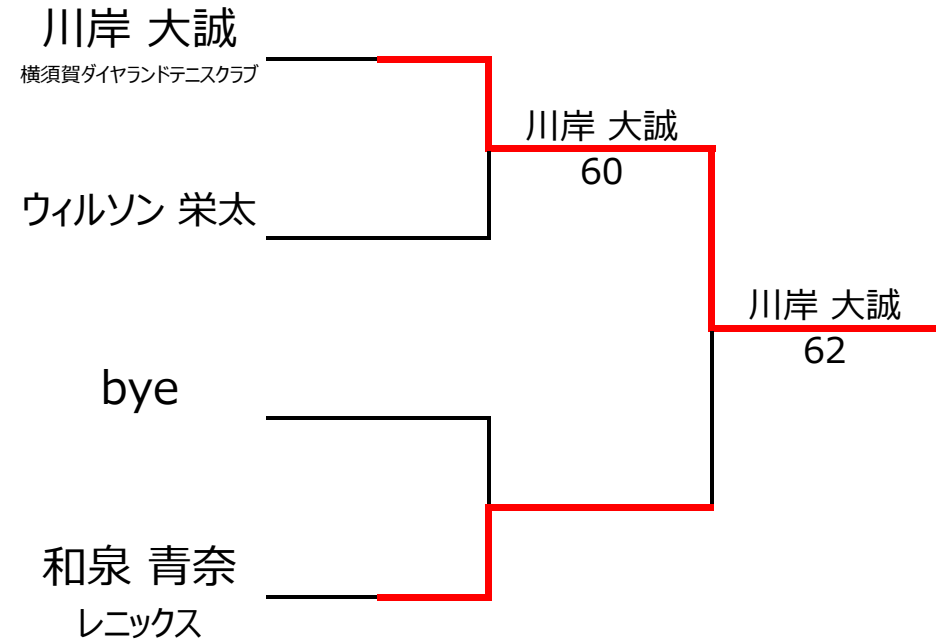 川岸 大誠
横須賀ダイヤランドテニスクラブ
川岸 大誠
60
ウィルソン 栄太
川岸 大誠
62
bye
和泉 青奈
レニックス